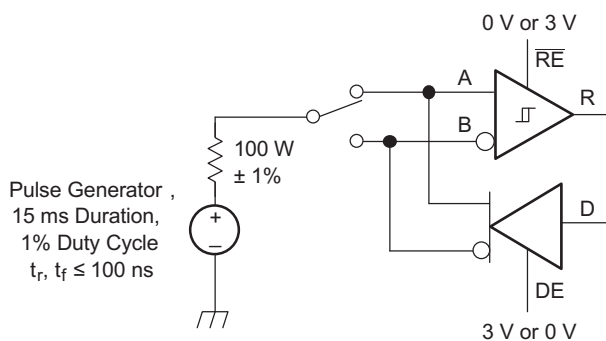 0 V or 3 V
RE
A
R
B
100 W
± 1%
Pulse Generator ,
15 ms Duration,
1% Duty Cycle
tr, tf ≤ 100 ns
+
–
D
DE
3 V or 0 V